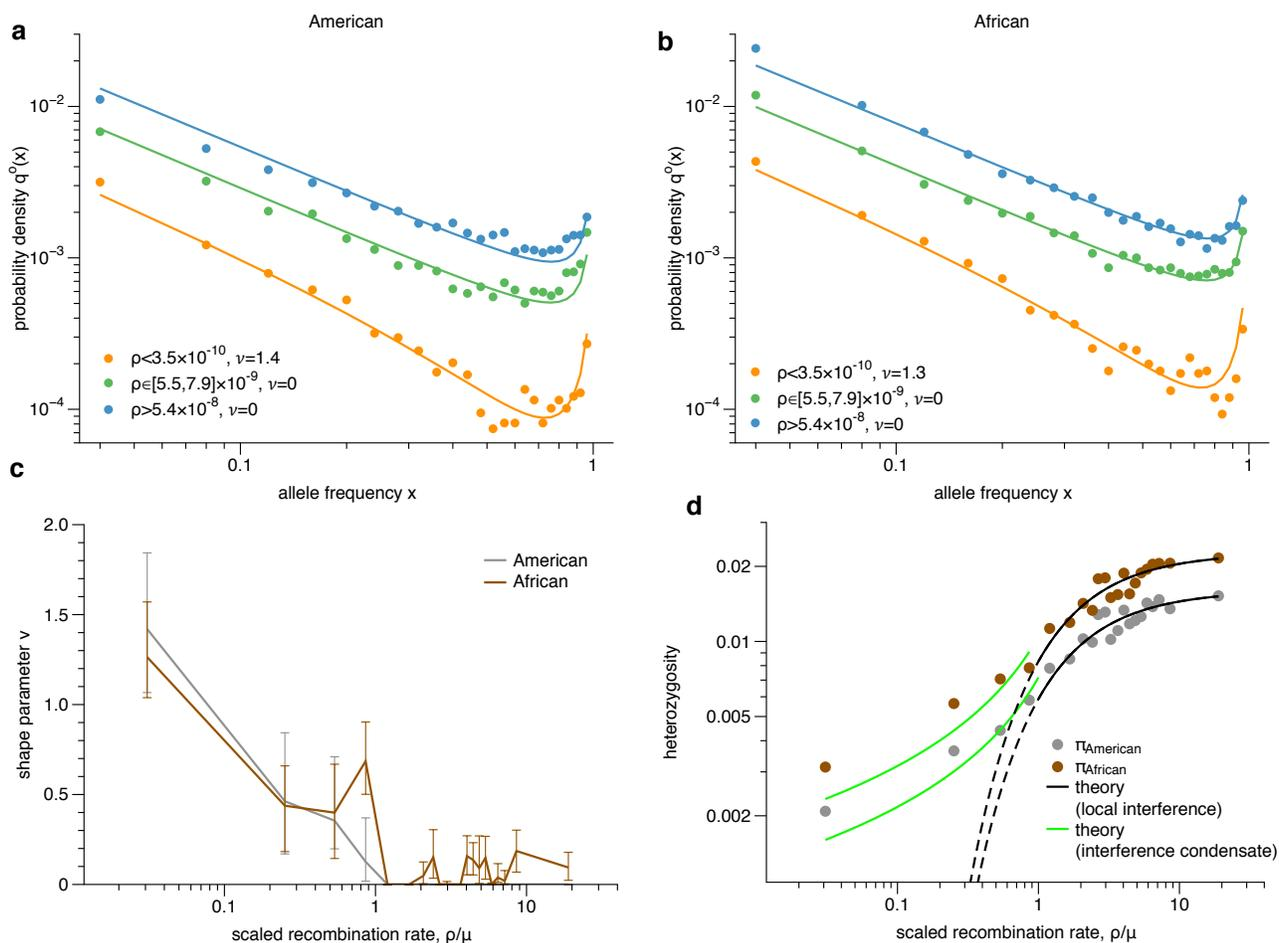 a
American
10⁻²
10⁻³
10⁻⁴
probability density qᵒ(x)
ρ<3.5×10⁻¹⁰, ν=1.4
ρ∈[5.5,7.9]×10⁻⁹, ν=0
ρ>5.4×10⁻⁸, ν=0
0.1
1
allele frequency x
b
African
10⁻²
10⁻³
10⁻⁴
probability density qᵒ(x)
ρ<3.5×10⁻¹⁰, ν=1.3
ρ∈[5.5,7.9]×10⁻⁹, ν=0
ρ>5.4×10⁻⁸, ν=0
0.1
1
allele frequency x
c
2.0
1.5
1.0
0.5
0
shape parameter ν
American
African
0.1
1
10
scaled recombination rate, ρ/μ
d
0.02
0.01
0.005
0.002
heterozygosity
π_American
π_African
theory
(local interference)
theory
(interference condensate)
0.1
1
10
scaled recombination rate, ρ/μ